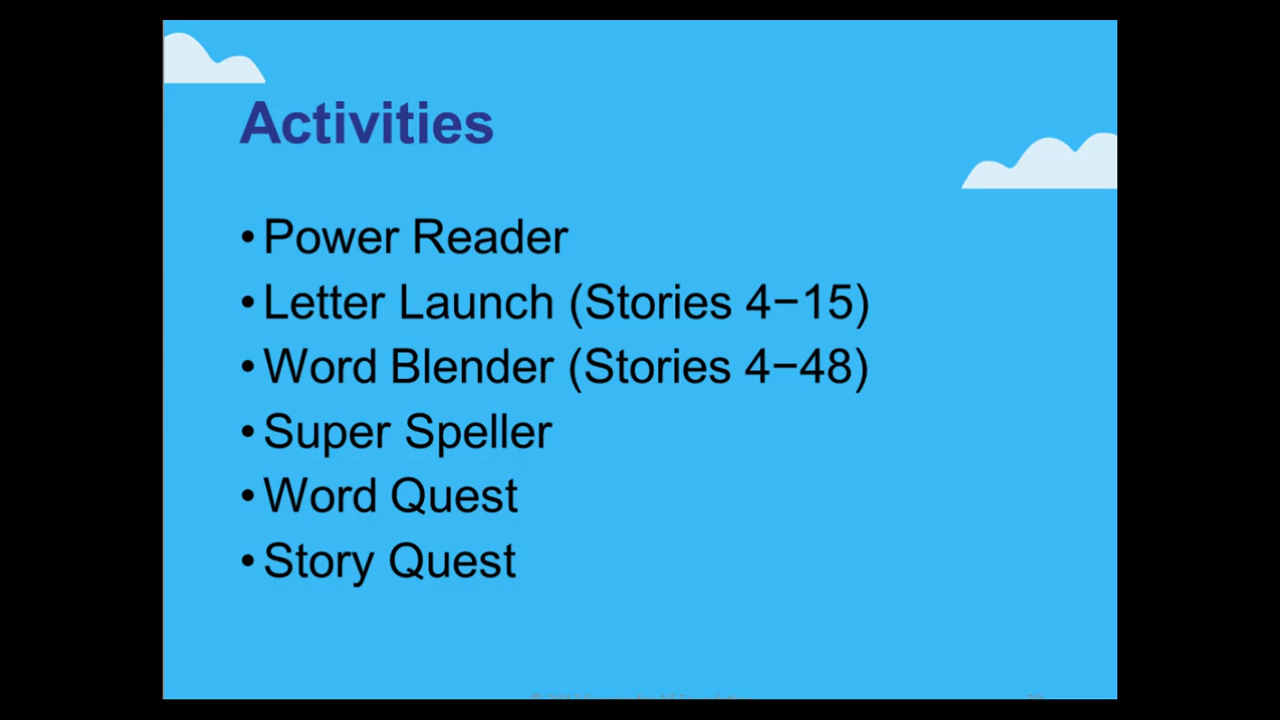 Activities
• Power Reader
• Letter Launch (Stories 4−15)
• Word Blender (Stories 4−48)
• Super Speller
• Word Quest
• Story Quest